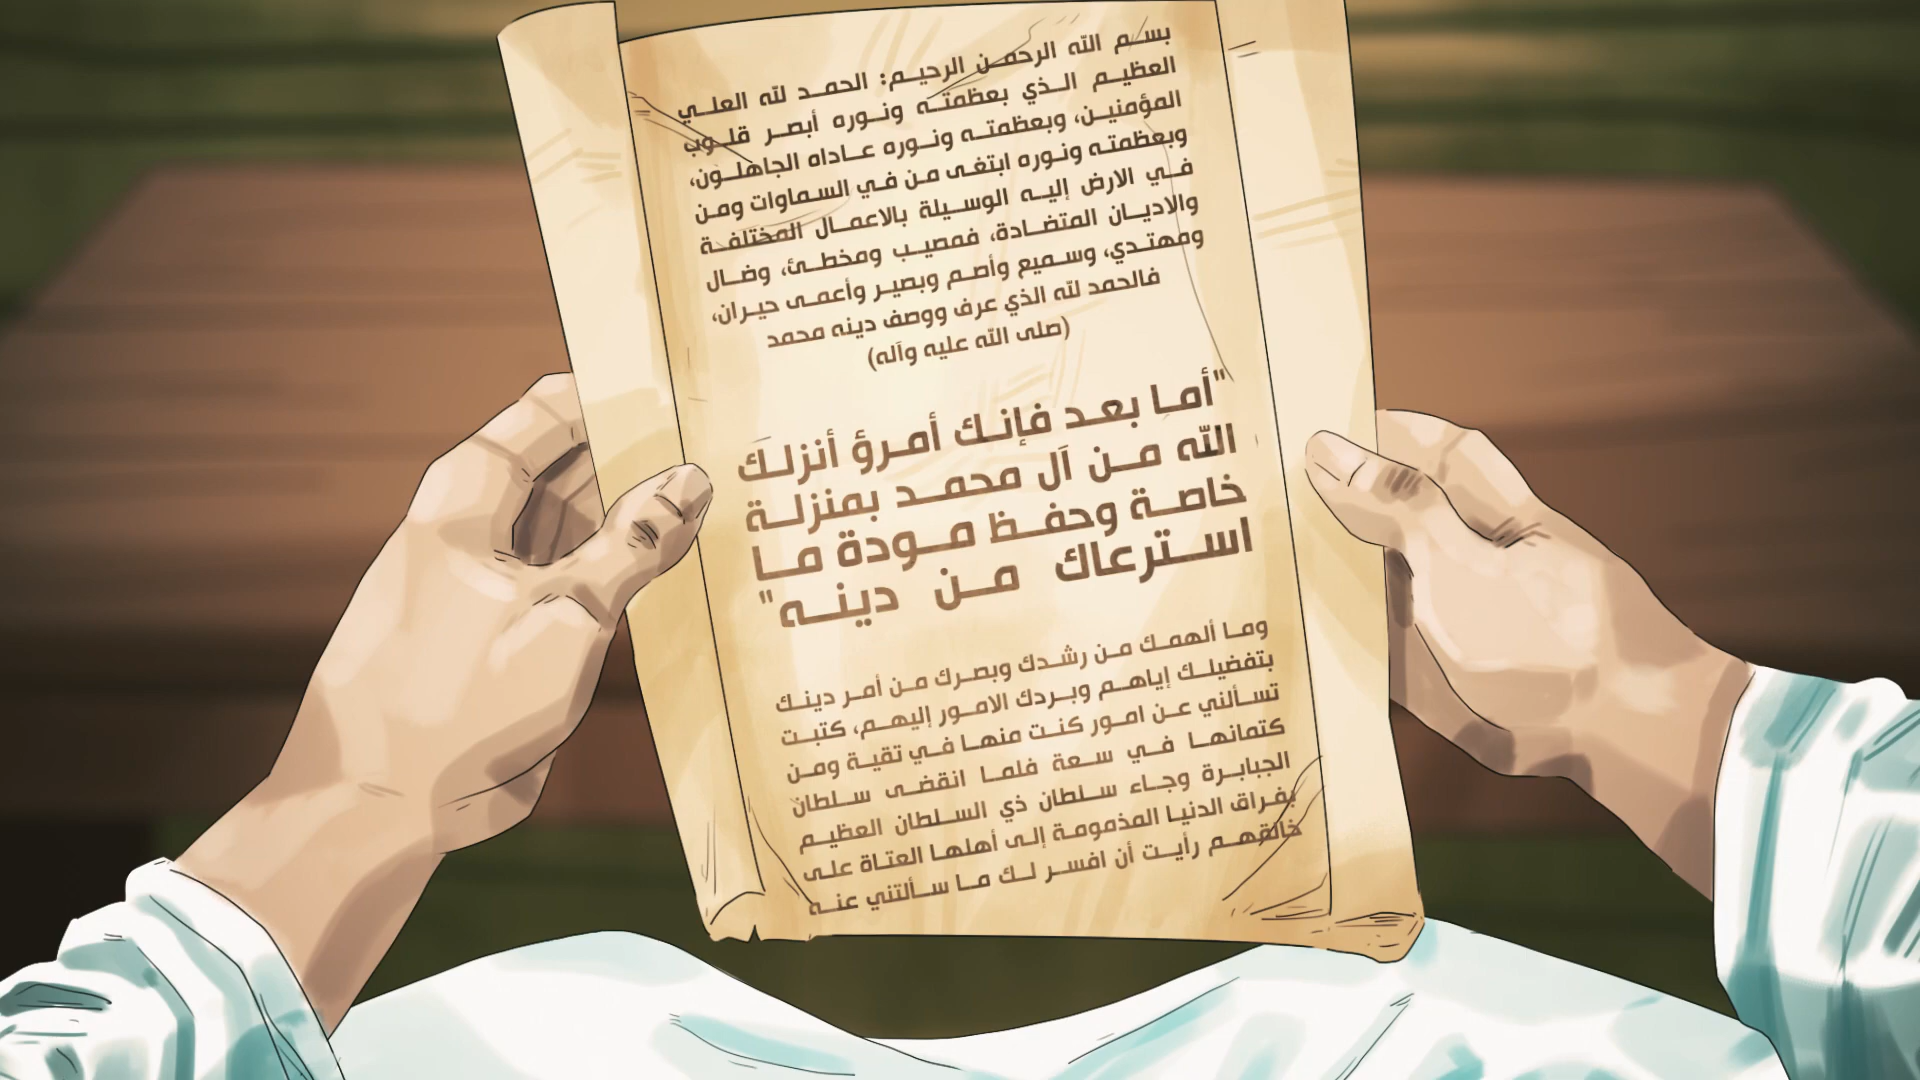 بسم الله الرحمن الرحيم: الحمد لله العلي
العظيم الذي بعظمته ونوره أبصر قلوب
المؤمنين، وبعظمته ونوره عاداه الجاهلون،
وبعظمته ونوره ابتغى من في السماوات ومن
في الارض إليه الوسيلة بالاعمال المختلفة
والاديان المتضادة، فمصيب ومخطئ، وضال
ومهتدي، وسميع وأصم وبصير وأعمى حيران،
فالحمد لله الذي عرف ووصف دينه محمد
(صلى الله عليه وآله)
"أما بعد فإنك أمرؤ أنزلك
الله من آل محمد بمنزلة
خاصة وحفظ مودة ما
استرعاك من دينه"
وما ألهمك من رشدك وبصرك من أمر دينك
بتفضيلك إياهم وبردك الامور إليهم، كتبت
تسألني عن امور كنت منها في تقية ومن
كتمانها في سعة فلما انقضى سلطان
الجبابرة وجاء سلطان ذي السلطان العظيم
بفراق الدنيا المذمومة إلى أهلها العتاة على
خالقهم رأيت أن افسر لك ما سألتني عنه